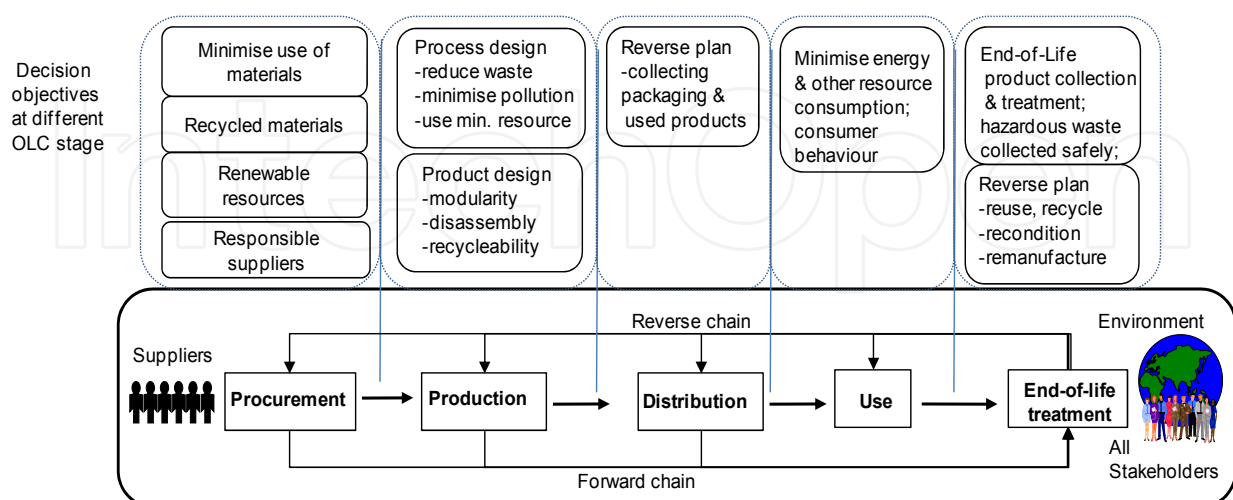 Decision
objectives
at different
OLC stage
Minimise use of
materials
Recycled materials
Renewable
resources
Responsible
suppliers
Process design
-reduce waste
-minimise pollution
-use min. resource
Product design
-modularity
-disassembly
-recycleability
Reverse plan
-collecting
packaging &
used products
Minimise energy
& other resource
consumption;
consumer
behaviour
End-of-Life
product collection
& treatment;
hazardous waste
collected safely;
Reverse plan
-reuse, recycle
-recondition
-remanufacture
IntechOpen
Reverse chain
Environment
Suppliers
Procurement
Production
Distribution
Use
End-of-life
treatment
All
Stakeholders
Forward chain